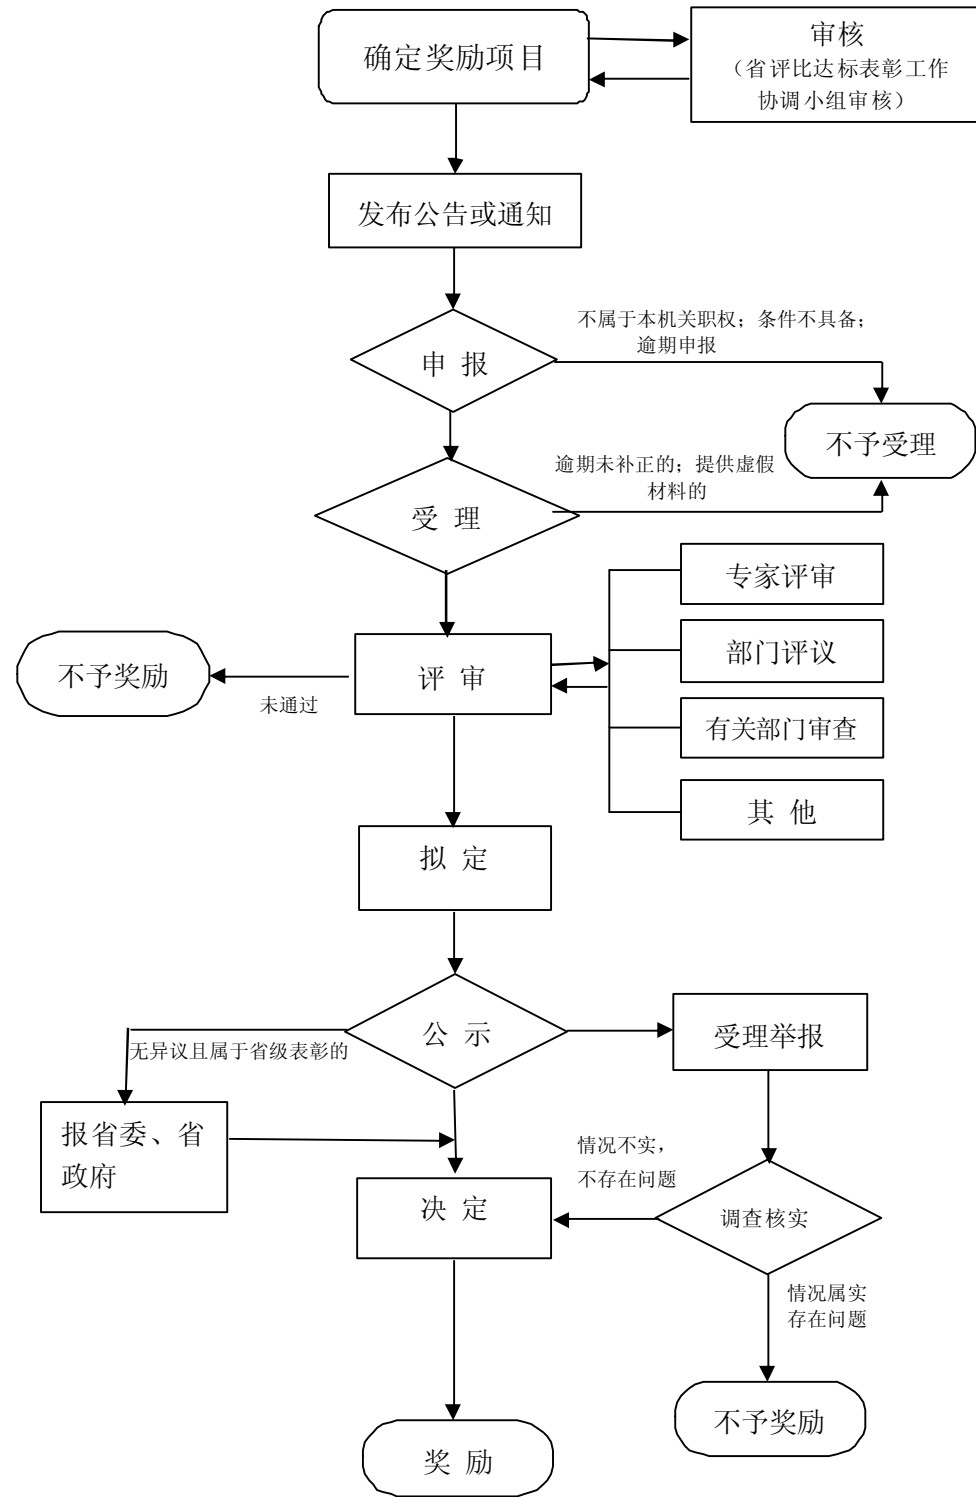 确定奖励项目
审核
（省评比达标表彰工作
协调小组审核）
发布公告或通知
不属于本机关职权；条件不具备；
逾期申报
申 报
不予受理
逾期未补正的；提供虚假
材料的
受 理
专家评审
不予奖励
评 审
部门评议
未通过
有关部门审查
其 他
拟 定
公 示
受理举报
无异议且属于省级表彰的
报省委、省
政府
情况不实，
不存在问题
决 定
调查核实
情况属实
存在问题
不予奖励
奖 励